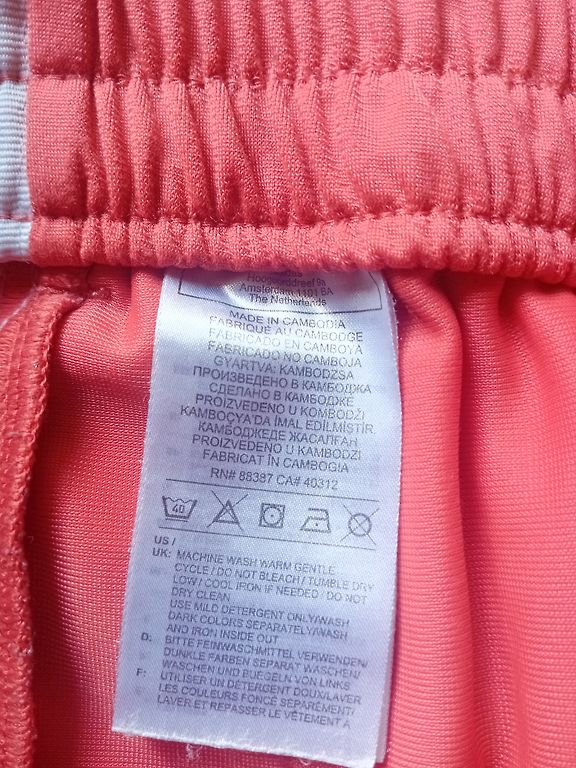 Hoogoorddreef 9a
Amsterdam 1101 BA
The Netherlands
MADE IN CAMBODIA
FABRIQUE AU CAMBODGE
FABRICADO EN CAMBOYA
FABRICADO NO CAMBOJA
GYÁRTVA: KAMBODZSA
ПРОИЗВЕДЕНО В КАМБОДЖА
СДЕЛАНО В КАМБОДЖЕ
PROIZVEDENO U KOMBODŽI
KAMBOÇYA'DA İMAL EDİLMİŞTİR.
КАМБОДЖЕДЕ ЖАСАЛҒАН
PROIZVEDENO U KAMBODZI
FABRICAT ÎN CAMBOGIA
RN# 88387 CA# 40312
40
US /
UK: MACHINE WASH WARM GENTLE
CYCLE / DO NOT BLEACH / TUMBLE DRY
LOW / COOL IRON IF NEEDED / DO NOT
DRY CLEAN
USE MILD DETERGENT ONLY/WASH
DARK COLORS SEPARATELY/WASH
AND IRON INSIDE OUT
D: BITTE FEINWASCHMITTEL VERWENDEN/
DUNKLE FARBEN SEPARAT WASCHEN/
WASCHEN UND BUEGELN VON LINKS
F: UTILISER UN DÉTERGENT DOUX/LAVER
LES COULEURS FONCÉ SÉPARÉMENT/
LAVER ET REPASSER LE VÊTEMENT À